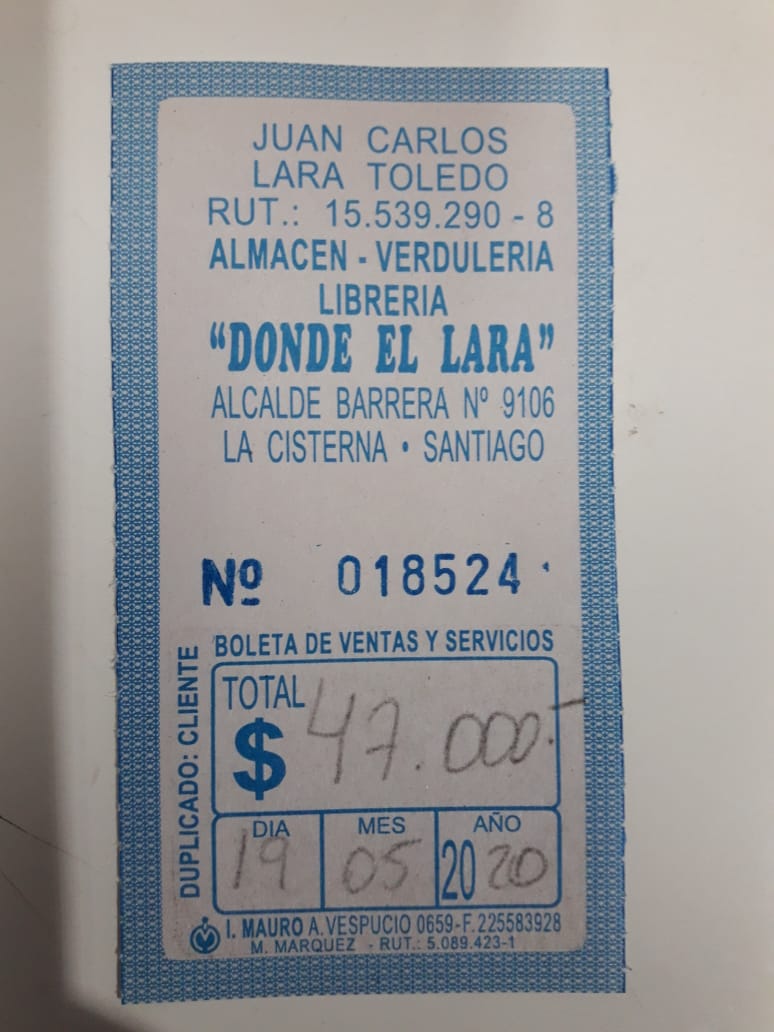 JUAN CARLOS
LARA TOLEDO
RUT.: 15.539.290 - 8
ALMACEN - VERDULERIA
LIBRERIA
"DONDE EL LARA"
ALCALDE BARRERA Nº 9106
LA CISTERNA • SANTIAGO
Nº 018524
BOLETA DE VENTAS Y SERVICIOS
DUPLICADO: CLIENTE
TOTAL
$ 47.000.-
DIA MES AÑO
19 05 2020
I. MAURO A. VESPUCIO 0659-F. 225583928
M. MARQUEZ - RUT.: 5.089.423-1